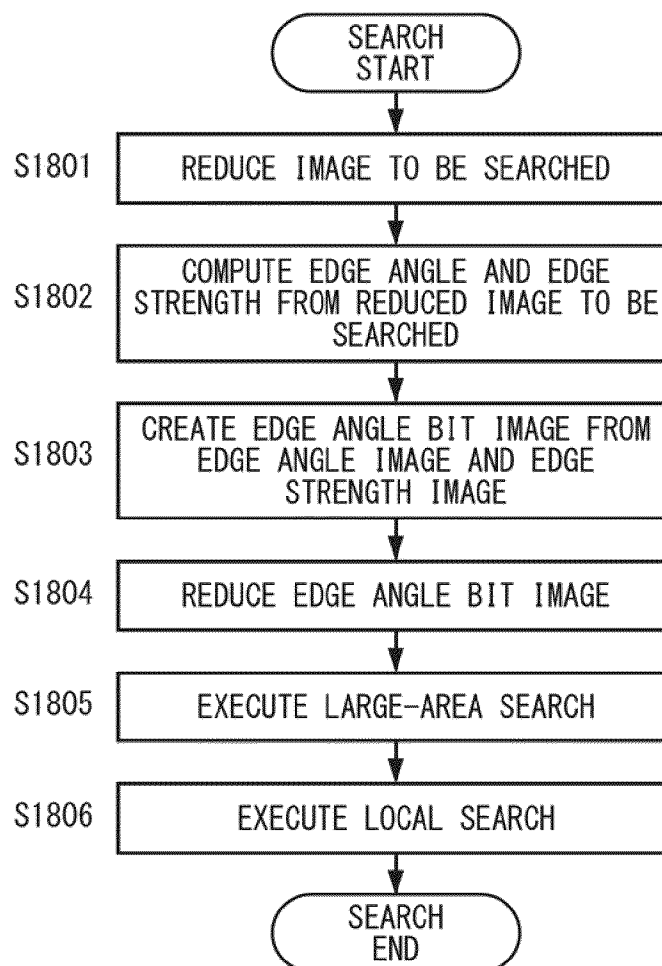 SEARCH
START
S1801
REDUCE IMAGE TO BE SEARCHED
S1802
COMPUTE EDGE ANGLE AND EDGE
STRENGTH FROM REDUCED IMAGE TO BE
SEARCHED
S1803
CREATE EDGE ANGLE BIT IMAGE FROM
EDGE ANGLE IMAGE AND EDGE
STRENGTH IMAGE
S1804
REDUCE EDGE ANGLE BIT IMAGE
S1805
EXECUTE LARGE-AREA SEARCH
S1806
EXECUTE LOCAL SEARCH
SEARCH
END